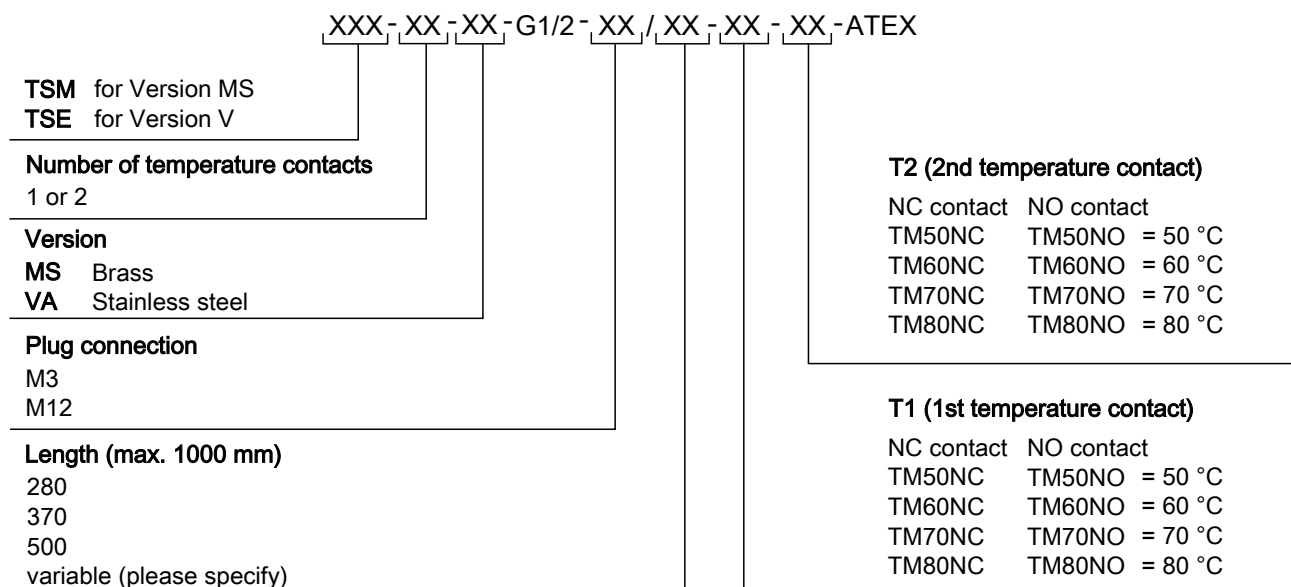 XXX-XX-XX-G1/2-XX/XX-XX-XX-ATEX
TSM for Version MS
TSE for Version V
Number of temperature contacts
1 or 2
Version
MS Brass
VA Stainless steel
Plug connection
M3
M12
Length (max. 1000 mm)
280
370
500
variable (please specify)
T2 (2nd temperature contact)
NC contact NO contact
TM50NC TM50NO = 50 °C
TM60NC TM60NO = 60 °C
TM70NC TM70NO = 70 °C
TM80NC TM80NO = 80 °C
T1 (1st temperature contact)
NC contact NO contact
TM50NC TM50NO = 50 °C
TM60NC TM60NO = 60 °C
TM70NC TM70NO = 70 °C
TM80NC TM80NO = 80 °C